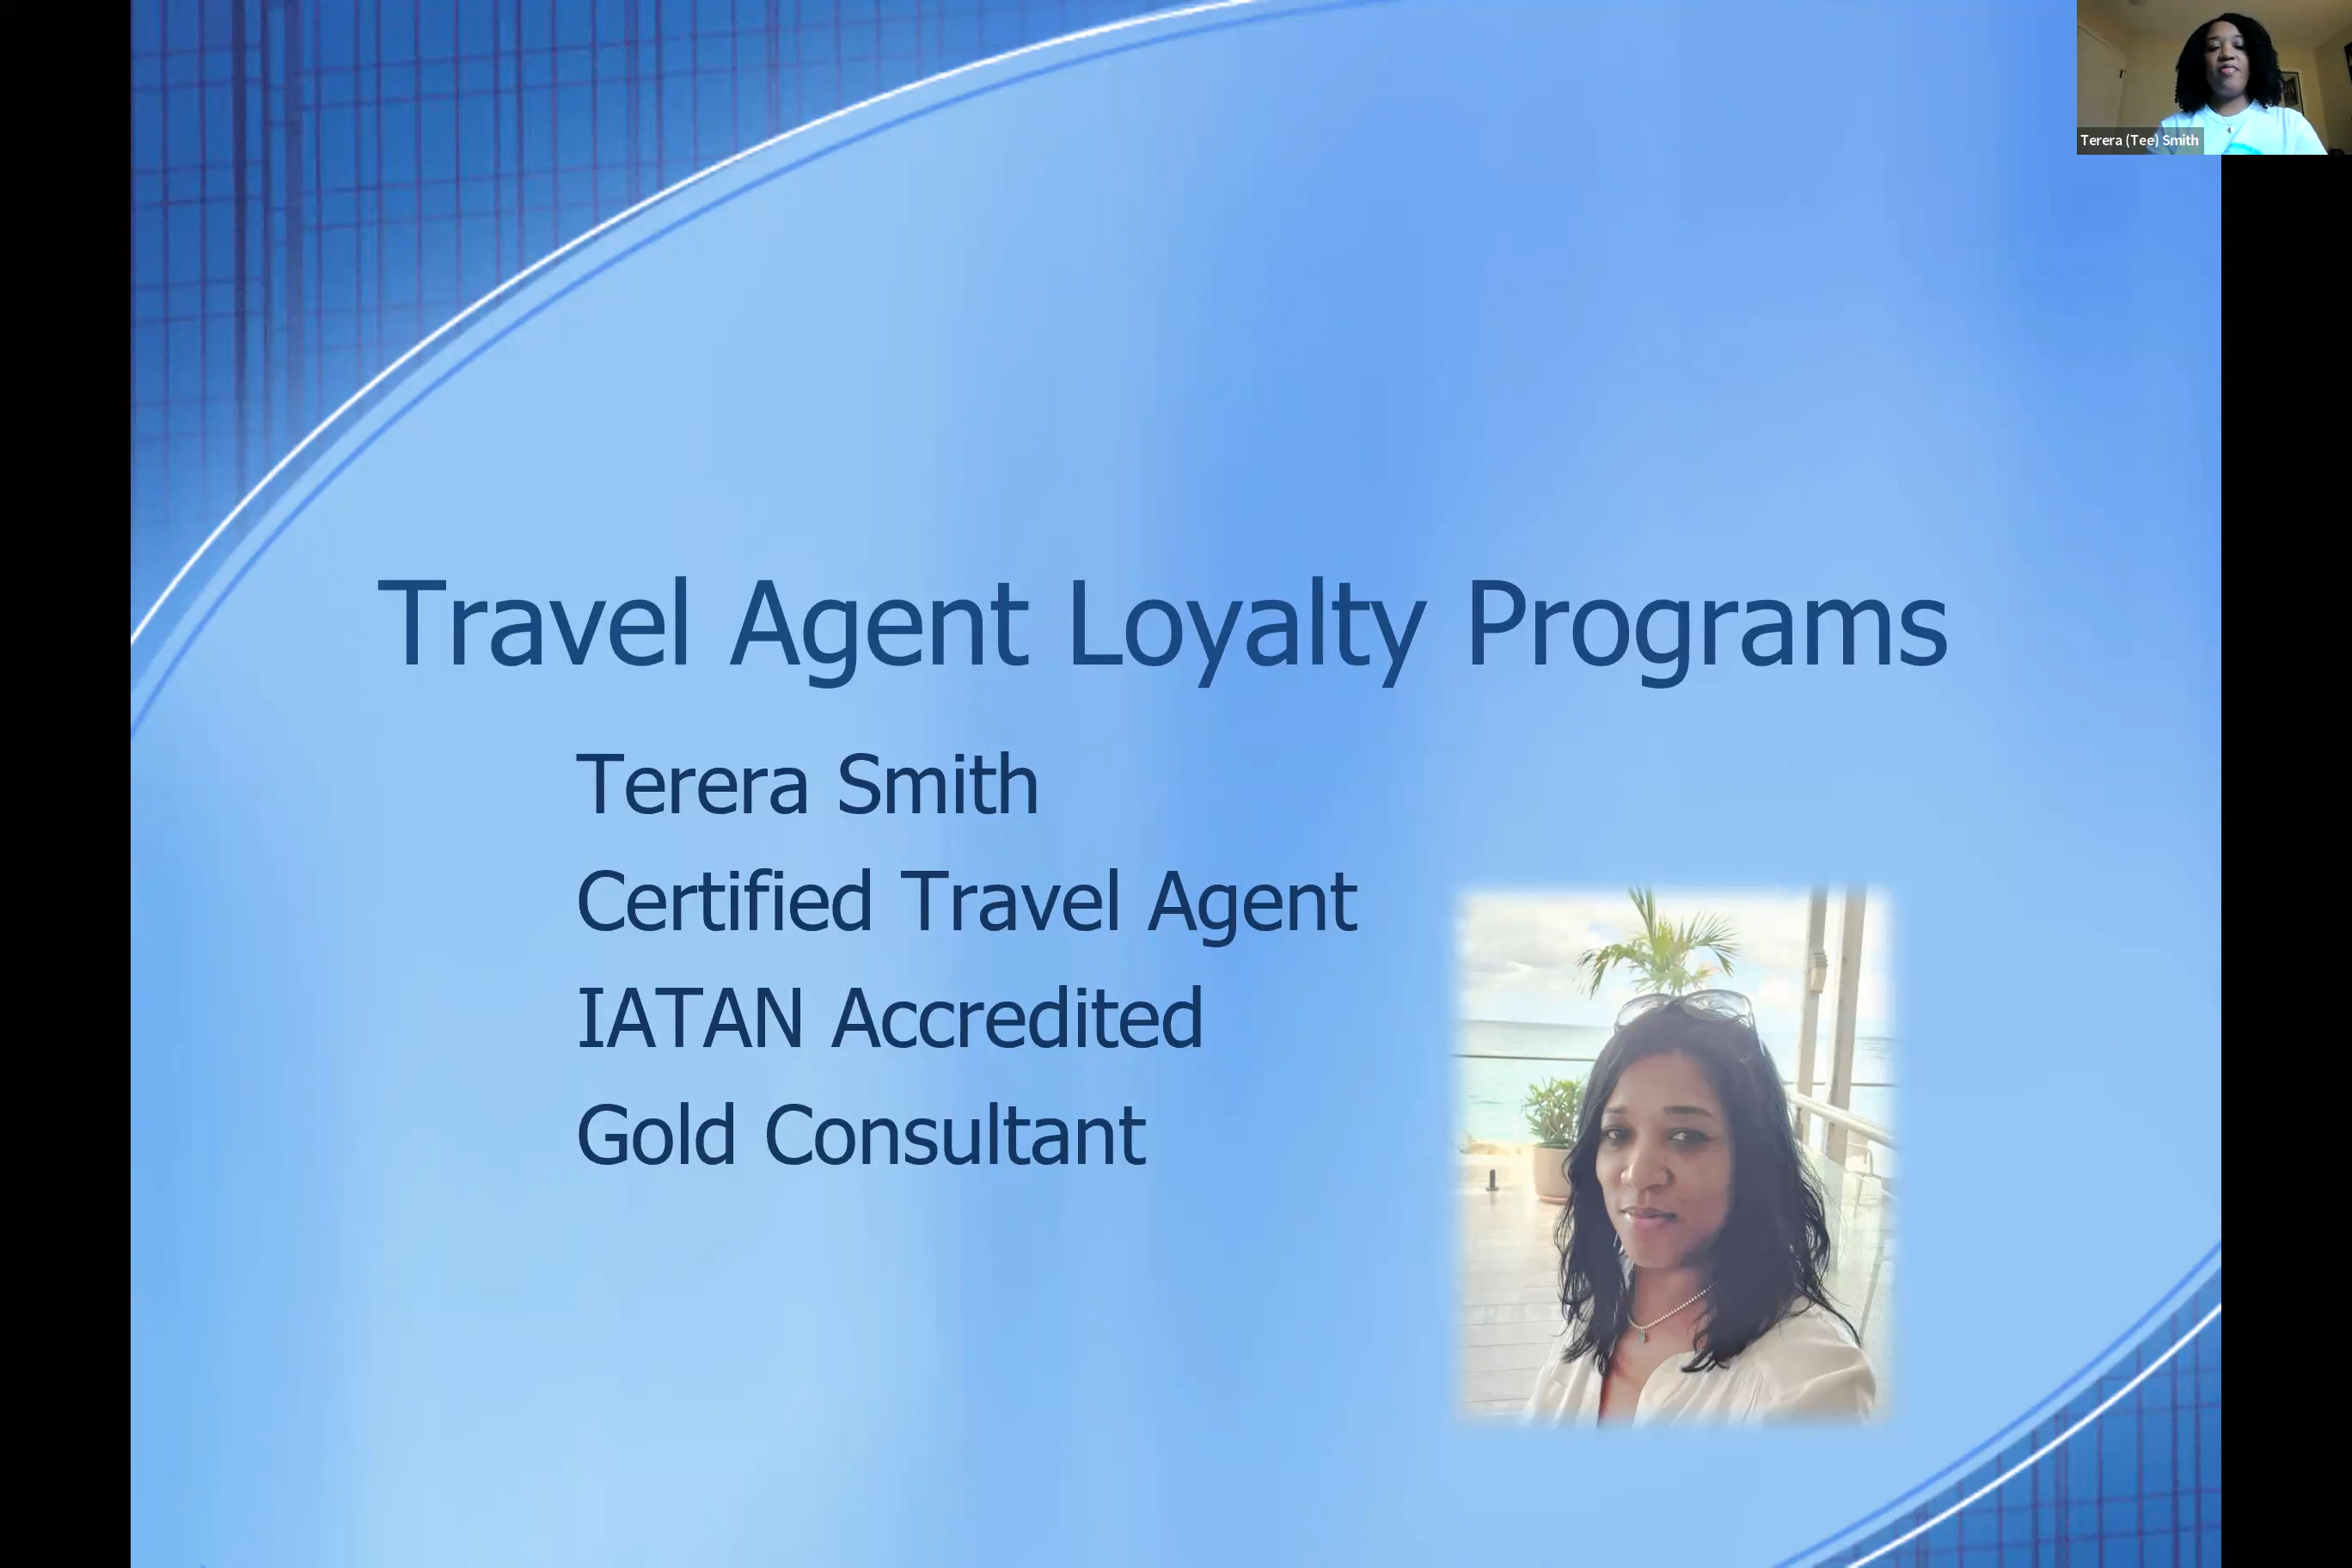 Terera (Tee) Smith
Travel Agent Loyalty Programs
Terera Smith
Certified Travel Agent
IATAN Accredited
Gold Consultant